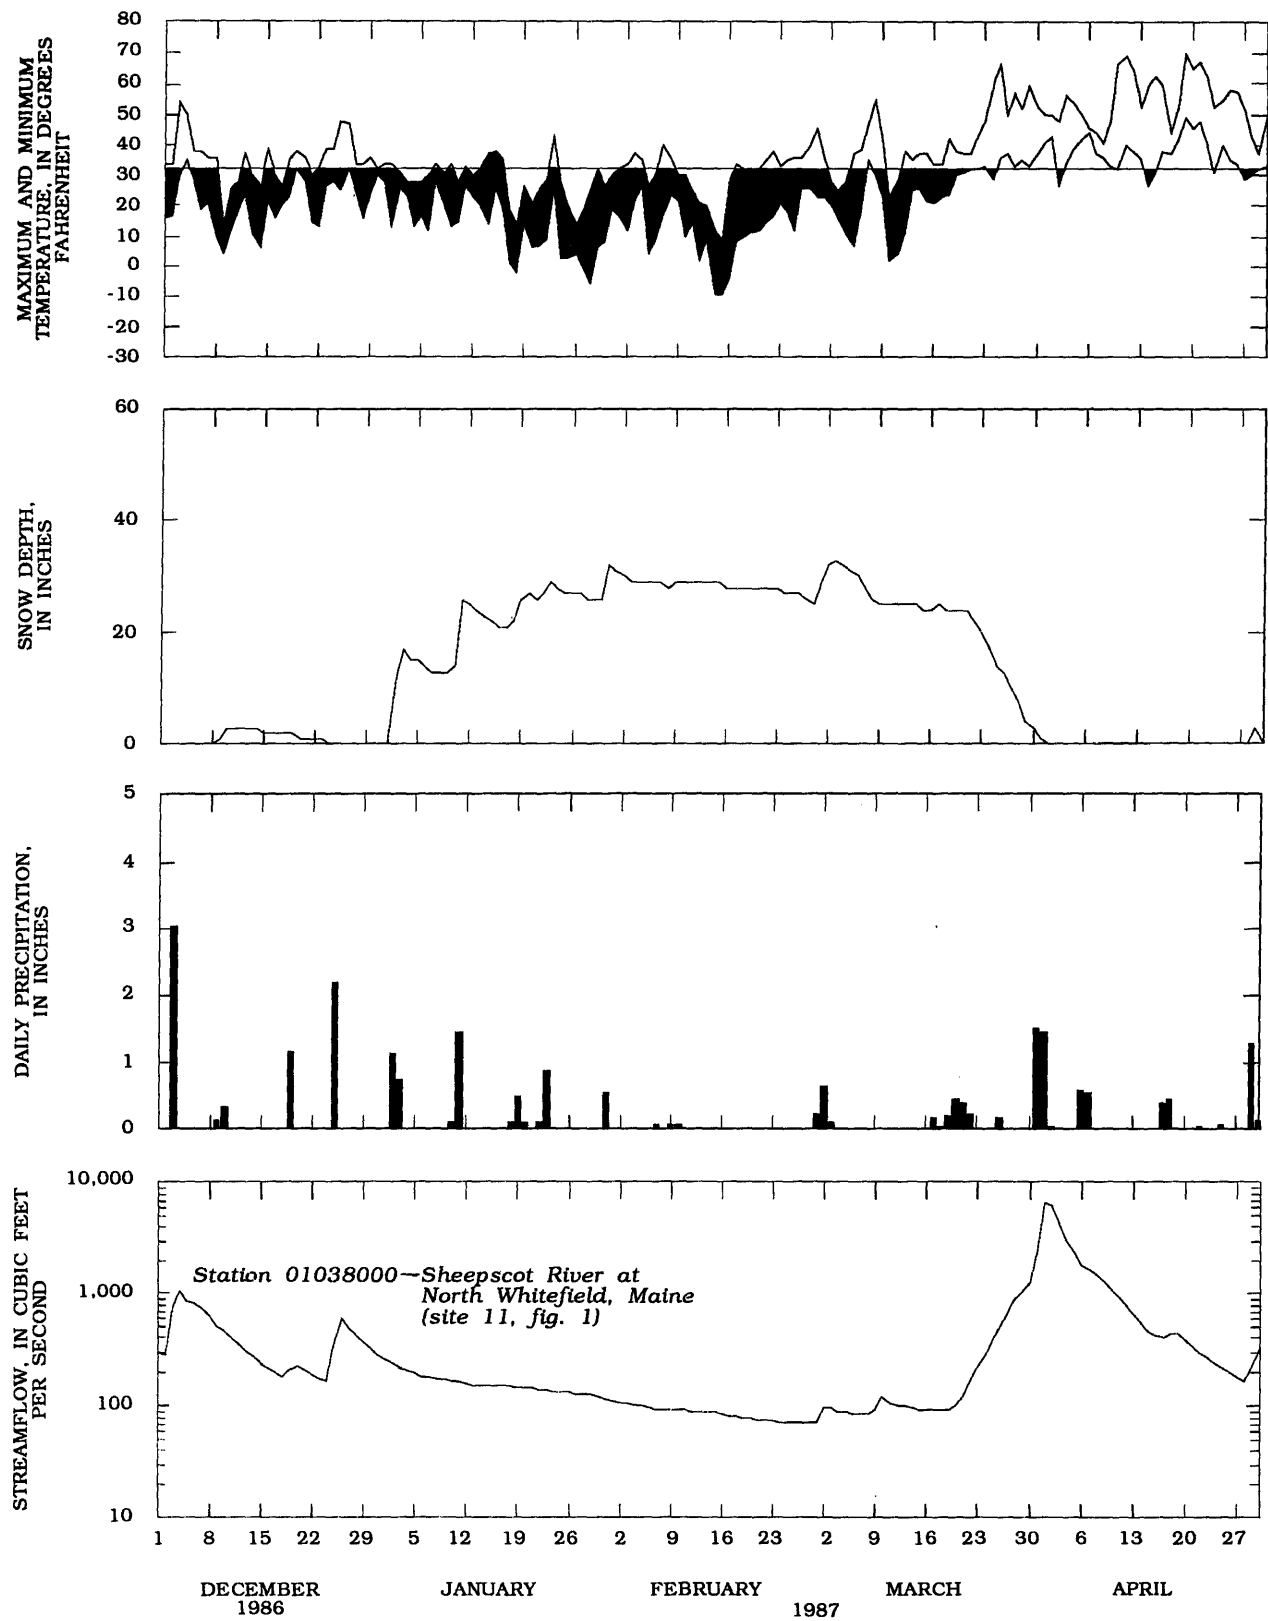 MAXIMUM AND MINIMUM
TEMPERATURE, IN DEGREES
FAHRENHEIT
80
70
60
50
40
30
20
10
0
-10
-20
-30
SNOW DEPTH,
IN INCHES
60
40
20
0
DAILY PRECIPITATION,
IN INCHES
5
4
3
2
1
0
STREAMFLOW, IN CUBIC FEET
PER SECOND
10,000
1,000
100
10
Station 01038000—Sheepscot River at
North Whitefield, Maine
(site 11, fig. 1)
1 8 15 22 29 5 12 19 26 2 9 16 23 2 9 16 23 30 6 13 20 27
DECEMBER JANUARY FEBRUARY MARCH APRIL
1986 1987